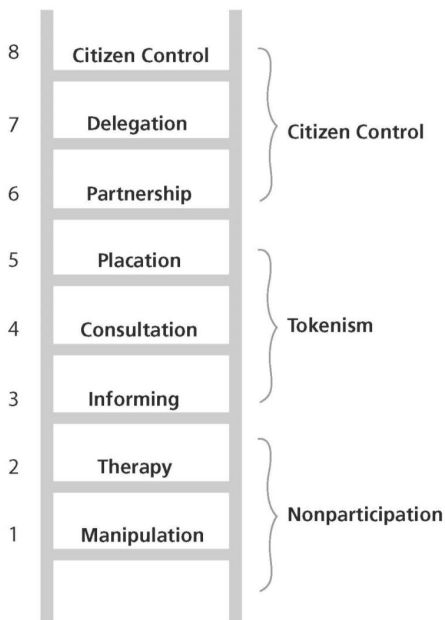 8 Citizen Control
7 Delegation
Citizen Control
6 Partnership
5 Placation
4 Consultation
Tokenism
3 Informing
2 Therapy
Nonparticipation
1 Manipulation